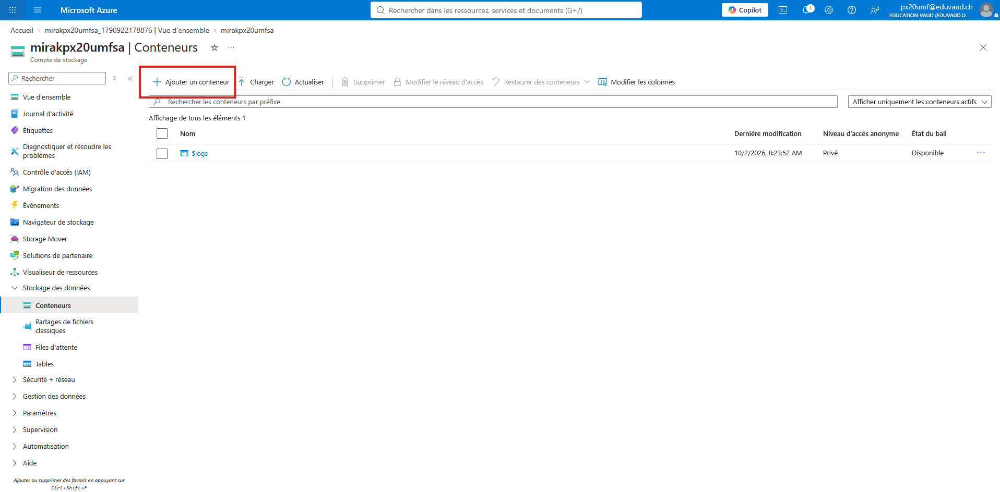 Microsoft Azure
Rechercher dans les ressources, services et documents (G+/)
Copilot
1
px20umf@eduvaud.ch
EDUCATION VAUD (EDUVAUD.O...
Accueil > mirakpx20umfsa_1790922178876 | Vue d'ensemble > mirakpx20umfsa
mirakpx20umfsa | Conteneurs
Compte de stockage
Rechercher
Vue d'ensemble
Journal d'activité
Étiquettes
Diagnostiquer et résoudre les
problèmes
Contrôle d'accès (IAM)
Migration des données
Événements
Navigateur de stockage
Storage Mover
Solutions de partenaire
Visualiseur de ressources
Stockage des données
Conteneurs
Partages de fichiers
classiques
Files d'attente
Tables
Sécurité + réseau
Gestion des données
Paramètres
Supervision
Automatisation
Aide
Ajouter ou supprimer des favoris en appuyant sur
Ctrl+Shift+F
Ajouter un conteneur Charger Actualiser Supprimer Modifier le niveau d'accès Restaurer des conteneurs Modifier les colonnes
Rechercher les conteneurs par préfixe
Afficher uniquement les conteneurs actifs
Affichage de tous les éléments 1
Nom Dernière modification Niveau d'accès anonyme État du bail
$logs 10/2/2026, 8:23:52 AM Privé Disponible